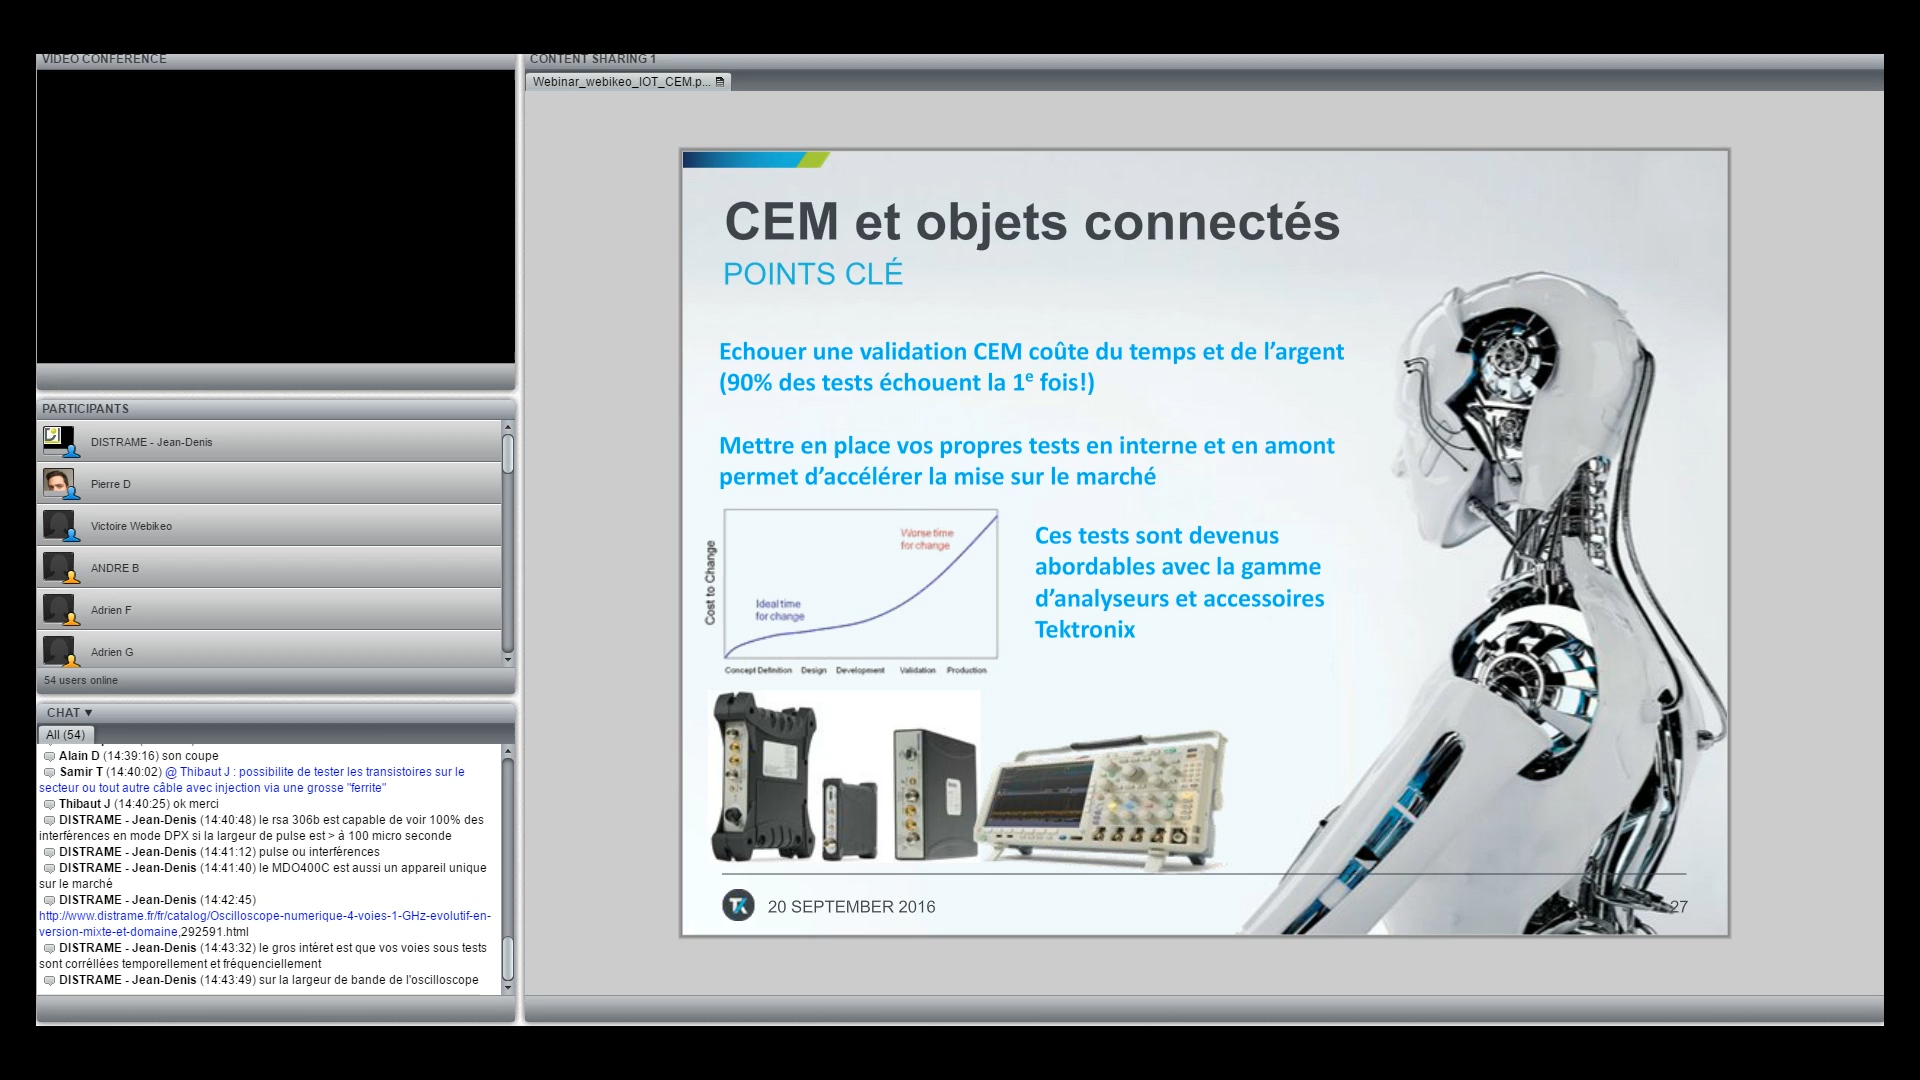 VIDEO CONFERENCE
PARTICIPANTS
DISTRAME - Jean-Denis
Pierre D
Victoire Webikeo
ANDRE B
Adrien F
Adrien G
54 users online
CHAT ▼
All (54)
Alain D (14:39:16) son coupe
Samir T (14:40:02) @ Thibaut J : possibilite de tester les transistoires sur le
secteur ou tout autre câble avec injection via une grosse "ferrite"
Thibaut J (14:40:25) ok merci
DISTRAME - Jean-Denis (14:40:48) le rsa 306b est capable de voir 100% des
interférences en mode DPX si la largeur de pulse est > à 100 micro seconde
DISTRAME - Jean-Denis (14:41:12) pulse ou interférences
DISTRAME - Jean-Denis (14:41:40) le MDO400C est aussi un appareil unique
sur le marché
DISTRAME - Jean-Denis (14:42:45)
http://www.distrame.fr/fr/catalog/Oscilloscope-numerique-4-voies-1-GHz-evolutif-en-
version-mixte-et-domaine,292591.html
DISTRAME - Jean-Denis (14:43:32) le gros intéret est que vos voies sous tests
sont corréllées temporellement et fréquenciellement
DISTRAME - Jean-Denis (14:43:49) sur la largeur de bande de l'oscilloscope
CONTENT SHARING 1
Webinar_webikeo_IOT_CEM.p...
CEM et objets connectés
POINTS CLÉ
Echouer une validation CEM coûte du temps et de l’argent
(90% des tests échouent la 1e fois!)
Mettre en place vos propres tests en interne et en amont
permet d’accélérer la mise sur le marché
Cost to Change
Worse time
for change
Ideal time
for change
Concept Definition Design Development Validation Production
Ces tests sont devenus
abordables avec la gamme
d’analyseurs et accessoires
Tektronix
20 SEPTEMBER 2016
27